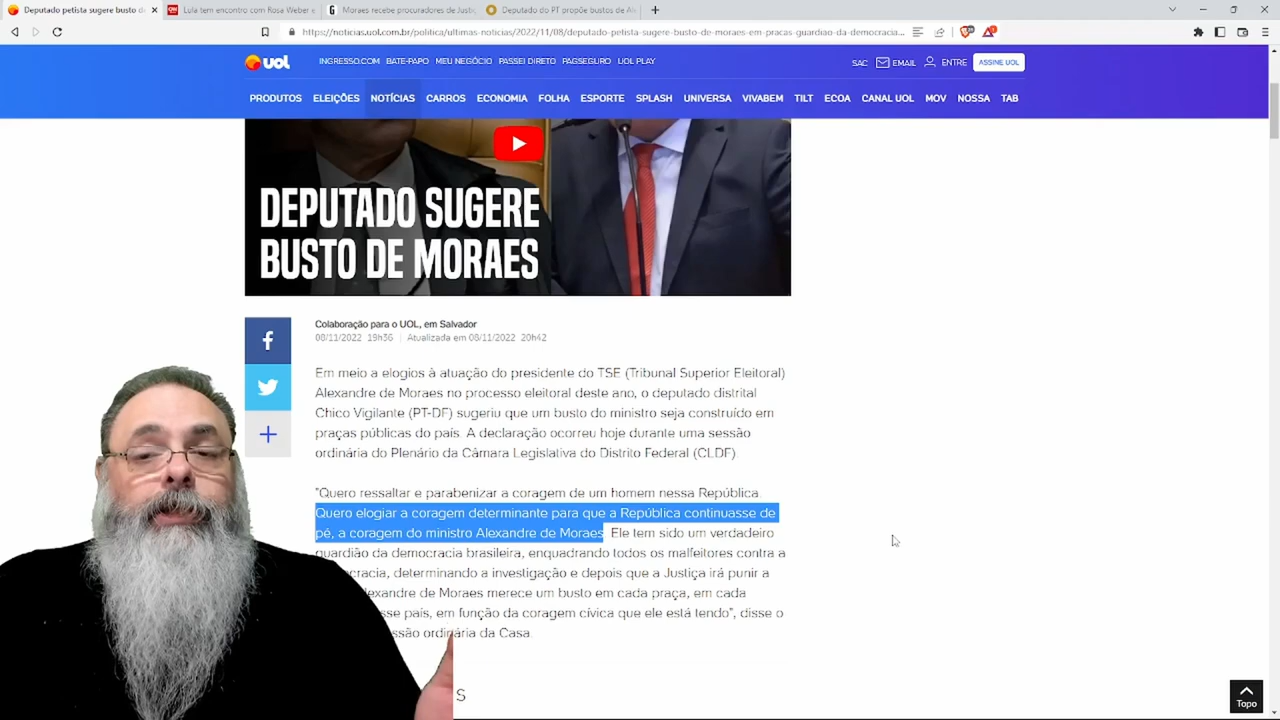 Deputado petista sugere busto d
Lula tem encontro com Rosa Weber e
Moraes recebe procuradores de Justiç
Deputado do PT propõe bustos de Al
https://noticias.uol.com.br/politica/ultimas-noticias/2022/11/08/deputado-petista-sugere-busto-de-moraes-em-pracas-guardiao-da-democracia...
UOL
INGRESSO.COM BATE-PAPO MEU NEGÓCIO PASSEI DIRETO PAGSEGURO UOL PLAY
SAC EMAIL ENTRE ASSINE UOL
PRODUTOS ELEIÇÕES NOTÍCIAS CARROS ECONOMIA FOLHA ESPORTE SPLASH UNIVERSA VIVABEM TILT ECOA CANAL UOL MOV NOSSA TAB
DEPUTADO SUGERE
BUSTO DE MORAES
Colaboração para o UOL, em Salvador
08/11/2022 19h36 | Atualizada em 08/11/2022 20h42
Em meio a elogios à atuação do presidente do TSE (Tribunal Superior Eleitoral)
Alexandre de Moraes no processo eleitoral deste ano, o deputado distrital
Chico Vigilante (PT-DF) sugeriu que um busto do ministro seja construído em
praças públicas do país. A declaração ocorreu hoje durante uma sessão
ordinária do Plenário da Câmara Legislativa do Distrito Federal (CLDF).
"Quero ressaltar e parabenizar a coragem de um homem nessa República.
Quero elogiar a coragem determinante para que a República continuasse de
pé, a coragem do ministro Alexandre de Moraes. Ele tem sido um verdadeiro
guardião da democracia brasileira, enquadrando todos os malfeitores contra a
ocracia, determinando a investigação e depois que a Justiça irá punir a
lexandre de Moraes merece um busto em cada praça, em cada
sse país, em função da coragem cívica que ele está tendo", disse o
ssão ordinária da Casa.
S
Topo